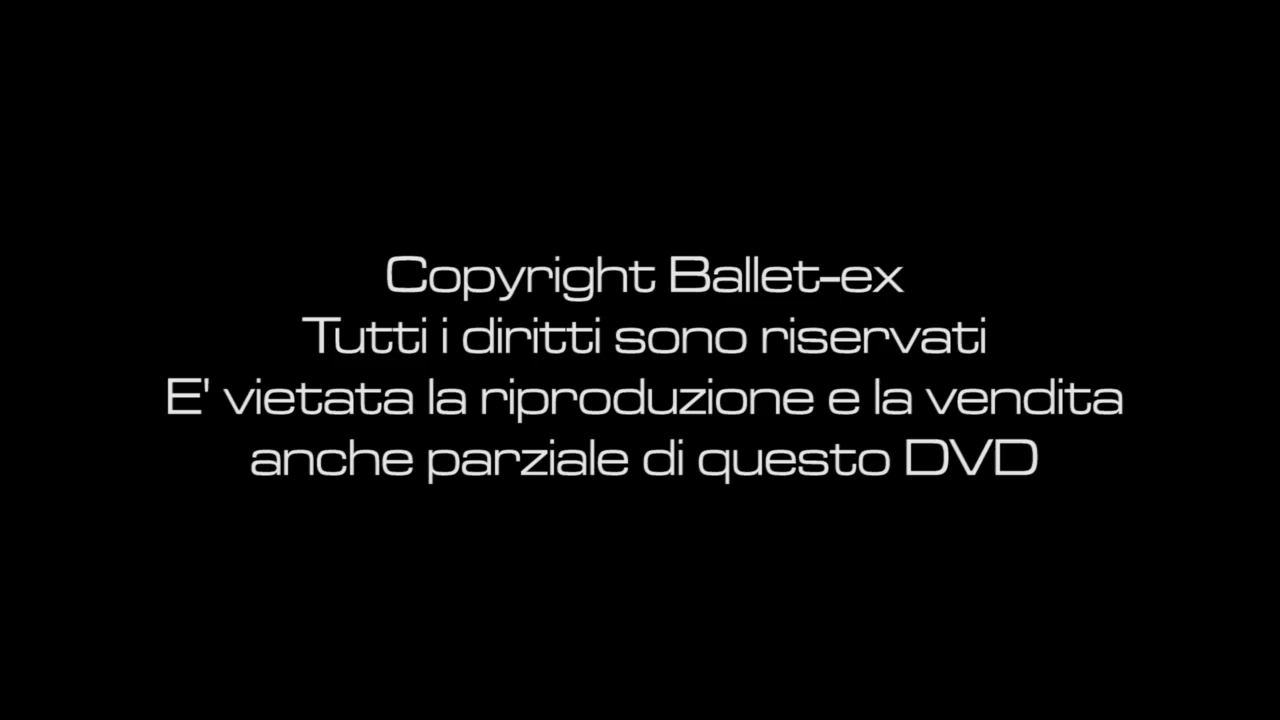 Copyright Ballet-ex
Tutti i diritti sono riservati
E' vietata la riproduzione e la vendita
anche parziale di questo DVD